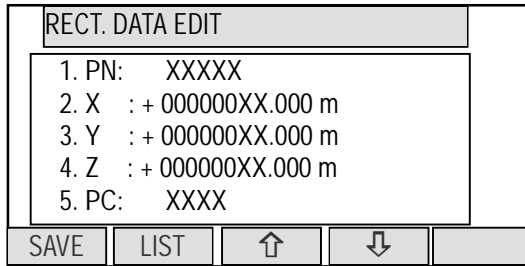 RECT. DATA EDIT
1. PN: XXXXX
2. X : + 000000XX.000 m
3. Y : + 000000XX.000 m
4. Z : + 000000XX.000 m
5. PC: XXXX
SAVE LIST ⇧ ⇩